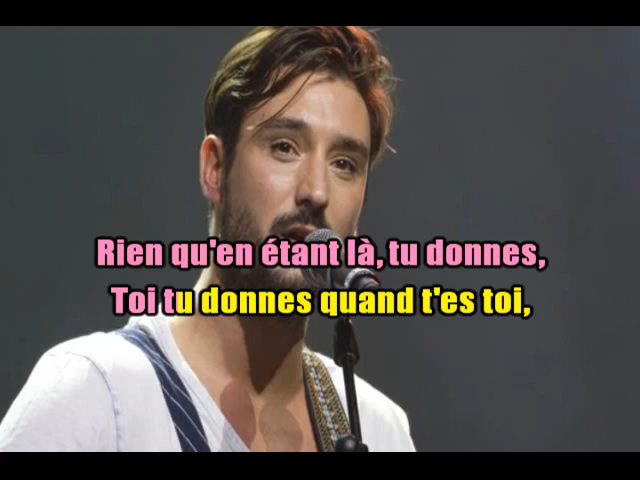 Rien qu'en étant là, tu donnes,
Toi tu donnes quand t'es toi,